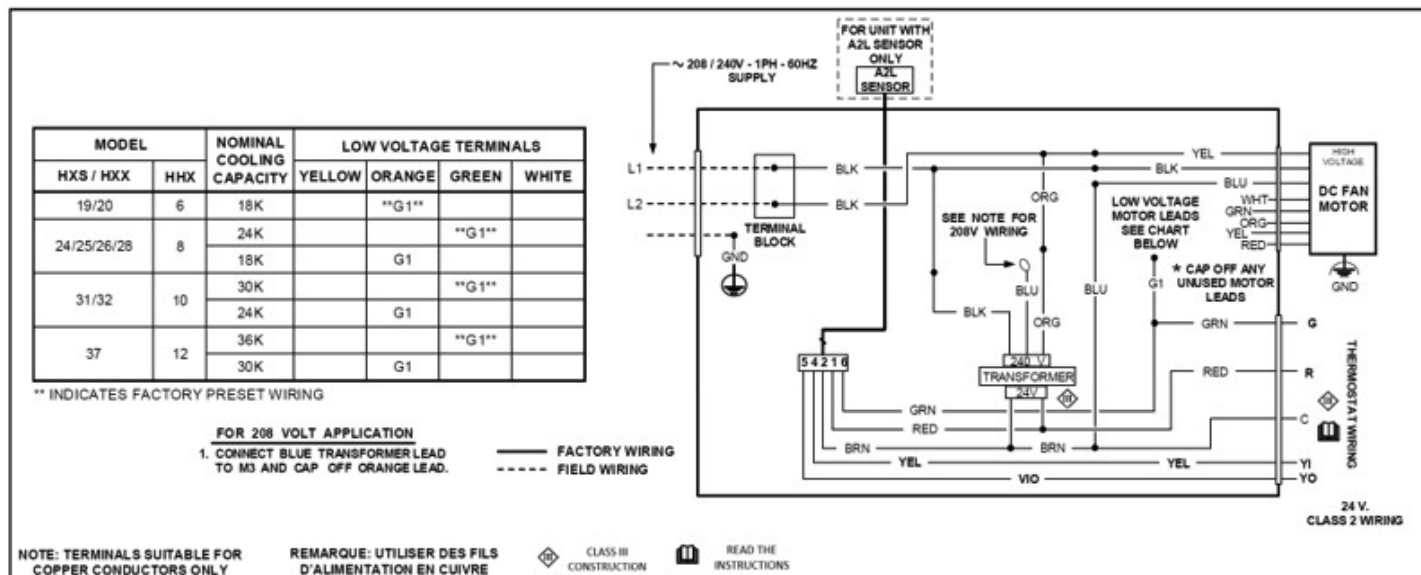 FOR UNIT WITH
A2L SENSOR
ONLY
A2L
SENSOR
~ 208 / 240V - 1PH - 60HZ
SUPPLY
MODEL
NOMINAL
COOLING
CAPACITY
LOW VOLTAGE TERMINALS
HXS / HXX
HHX
YELLOW
ORANGE
GREEN
WHITE
19/20
6
18K
**G1**
24/25/26/28
8
24K
**G1**
18K
G1
31/32
10
30K
**G1**
24K
G1
37
12
36K
**G1**
30K
G1
** INDICATES FACTORY PRESET WIRING
FOR 208 VOLT APPLICATION
1. CONNECT BLUE TRANSFORMER LEAD
TO M3 AND CAP OFF ORANGE LEAD.
FACTORY WIRING
FIELD WIRING
L1
L2
GND
TERMINAL
BLOCK
BLK
BLK
YEL
BLK
BLU
ORG
SEE NOTE FOR
208V WIRING
BLU
BLK
ORG
BLU
LOW VOLTAGE
MOTOR LEADS
SEE CHART
BELOW
G1
* CAP OFF ANY
UNUSED MOTOR
LEADS
HIGH
VOLTAGE
DC FAN
MOTOR
WHT
GRN
ORG
YEL
RED
GND
5 4 2 1 6
240 V
TRANSFORMER
24V
III
GRN
RED
BRN
BRN
YEL
YEL
VIO
GRN
RED
G
R
C
YI
YO
THERMOSTAT WIRING
III
24 V.
CLASS 2 WIRING
NOTE: TERMINALS SUITABLE FOR
COPPER CONDUCTORS ONLY
REMARQUE: UTILISER DES FILS
D'ALIMENTATION EN CUIVRE
III
CLASS III
CONSTRUCTION
READ THE
INSTRUCTIONS